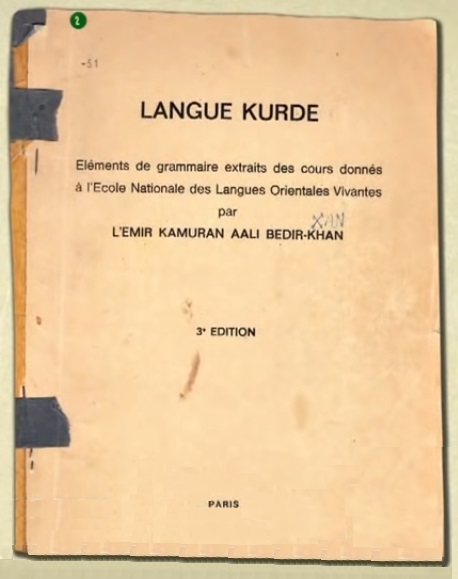 2
-51
LANGUE KURDE
Eléments de grammaire extraits des cours donnés
à l'Ecole Nationale des Langues Orientales Vivantes
par
XAN
L'EMIR KAMURAN AALI BEDIR-KHAN
3e EDITION
PARIS